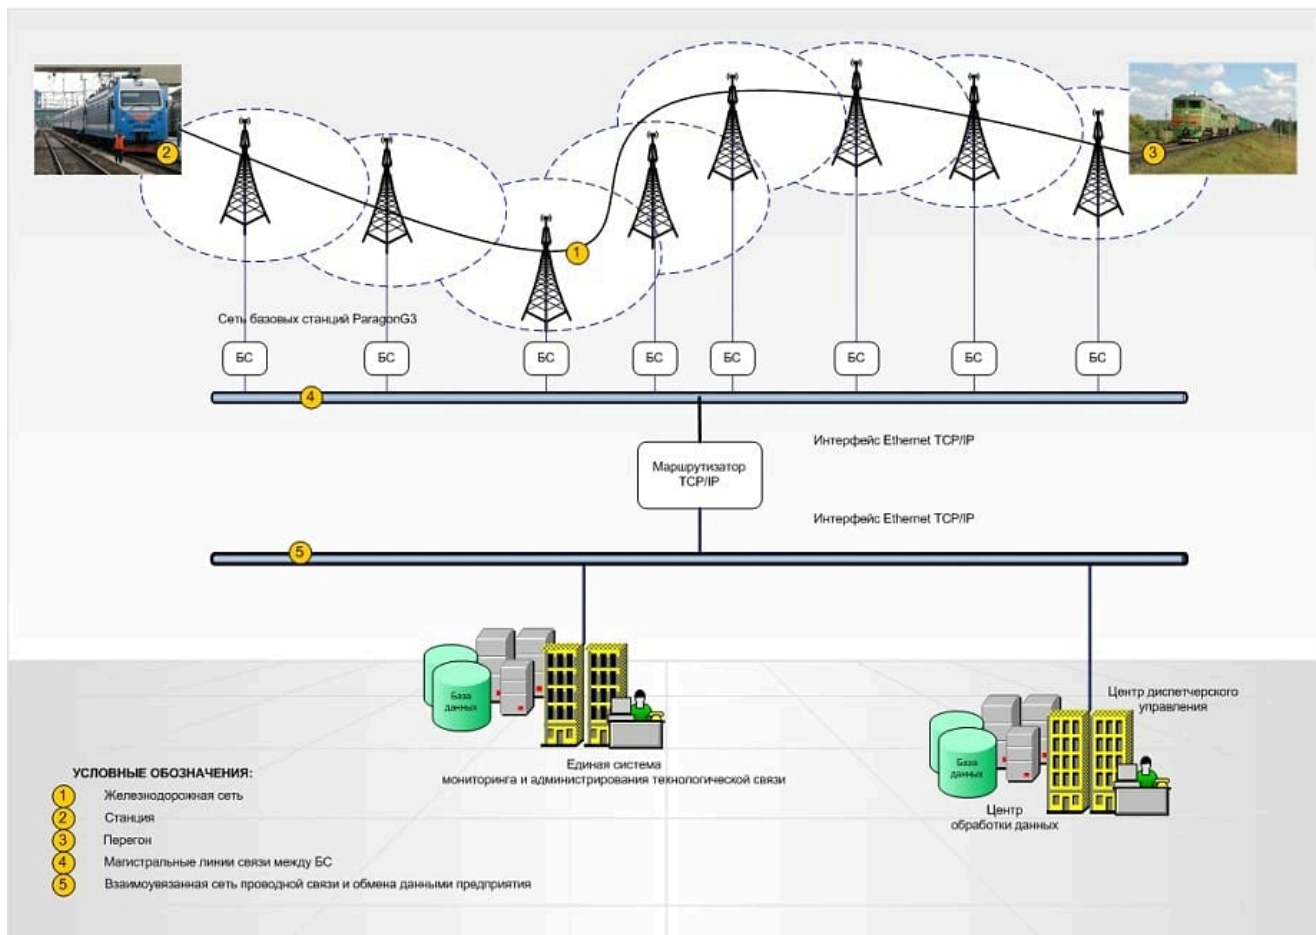 2
3
1
Сеть базовых станций ParagonG3
БС
БС
БС
БС
БС
БС
БС
БС
4
Интерфейс Ethernet TCP/IP
Маршрутизатор
TCP/IP
Интерфейс Ethernet TCP/IP
5
База
данных
Единая система
мониторинга и администрирования технологической связи
Центр диспетчерского
управления
База
данных
Центр
обработки данных
УСЛОВНЫЕ ОБОЗНАЧЕНИЯ:
1 Железнодорожная сеть
2 Станция
3 Перегон
4 Магистральные линии связи между БС
5 Взаимоувязанная сеть проводной связи и обмена данными предприятия